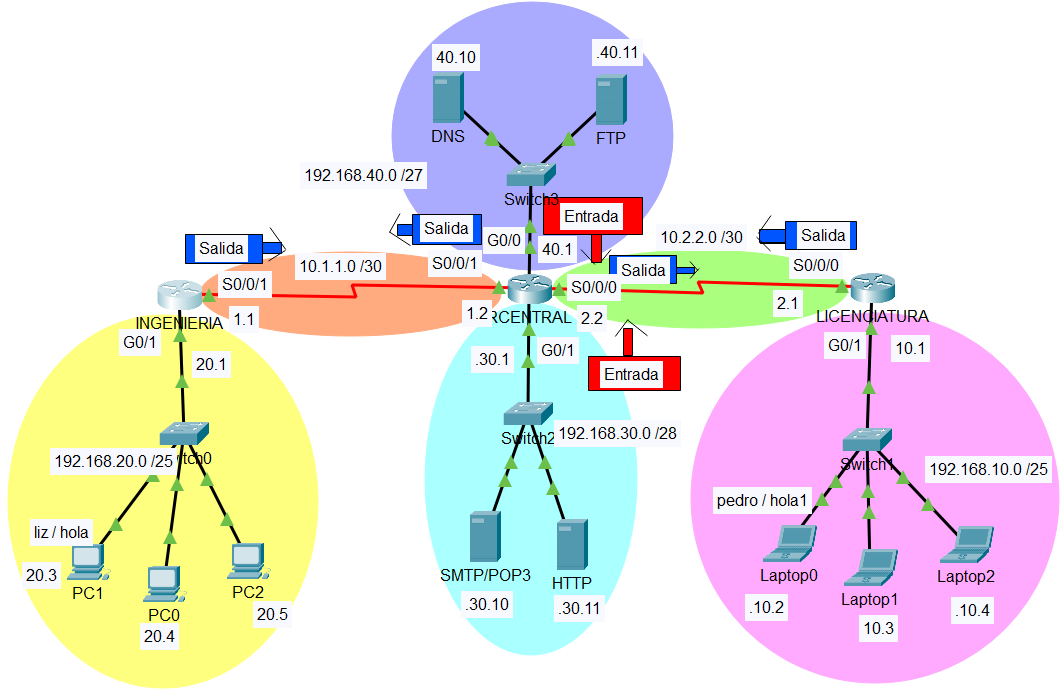 40.10
.40.11
DNS
FTP
192.168.40.0 /27
Switch3
Entrada
Salida
Salida
Salida
G0/0
40.1
10.2.2.0 /30
10.1.1.0 /30
S0/0/1
Salida
S0/0/0
S0/0/1
S0/0/0
1.1
1.2
2.2
2.1
INGENIERIA
RCENTRAL
LICENCIATURA
G0/1
20.1
.30.1
G0/1
G0/1
10.1
Entrada
Switch2
192.168.30.0 /28
192.168.20.0 /25
tch0
Switch1
192.168.10.0 /25
pedro / hola1
liz / hola
20.3
PC1
PC0
20.4
PC2
20.5
SMTP/POP3
.30.10
HTTP
.30.11
Laptop0
.10.2
Laptop1
10.3
Laptop2
.10.4